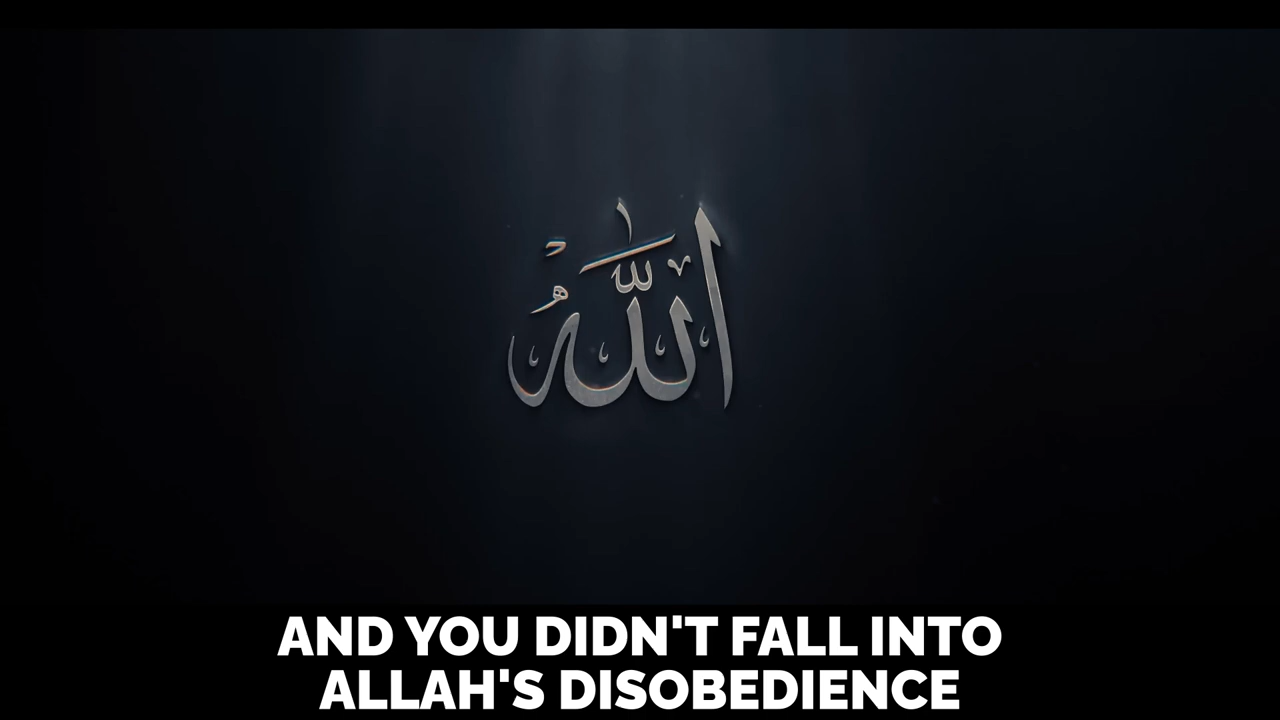 الله
AND YOU DIDN'T FALL INTO
ALLAH'S DISOBEDIENCE